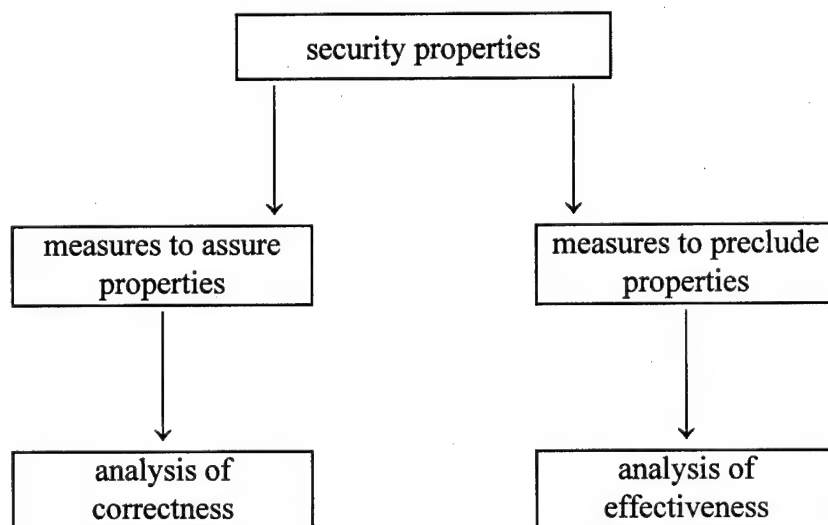 security properties
measures to assure
properties
measures to preclude
properties
analysis of
correctness
analysis of
effectiveness